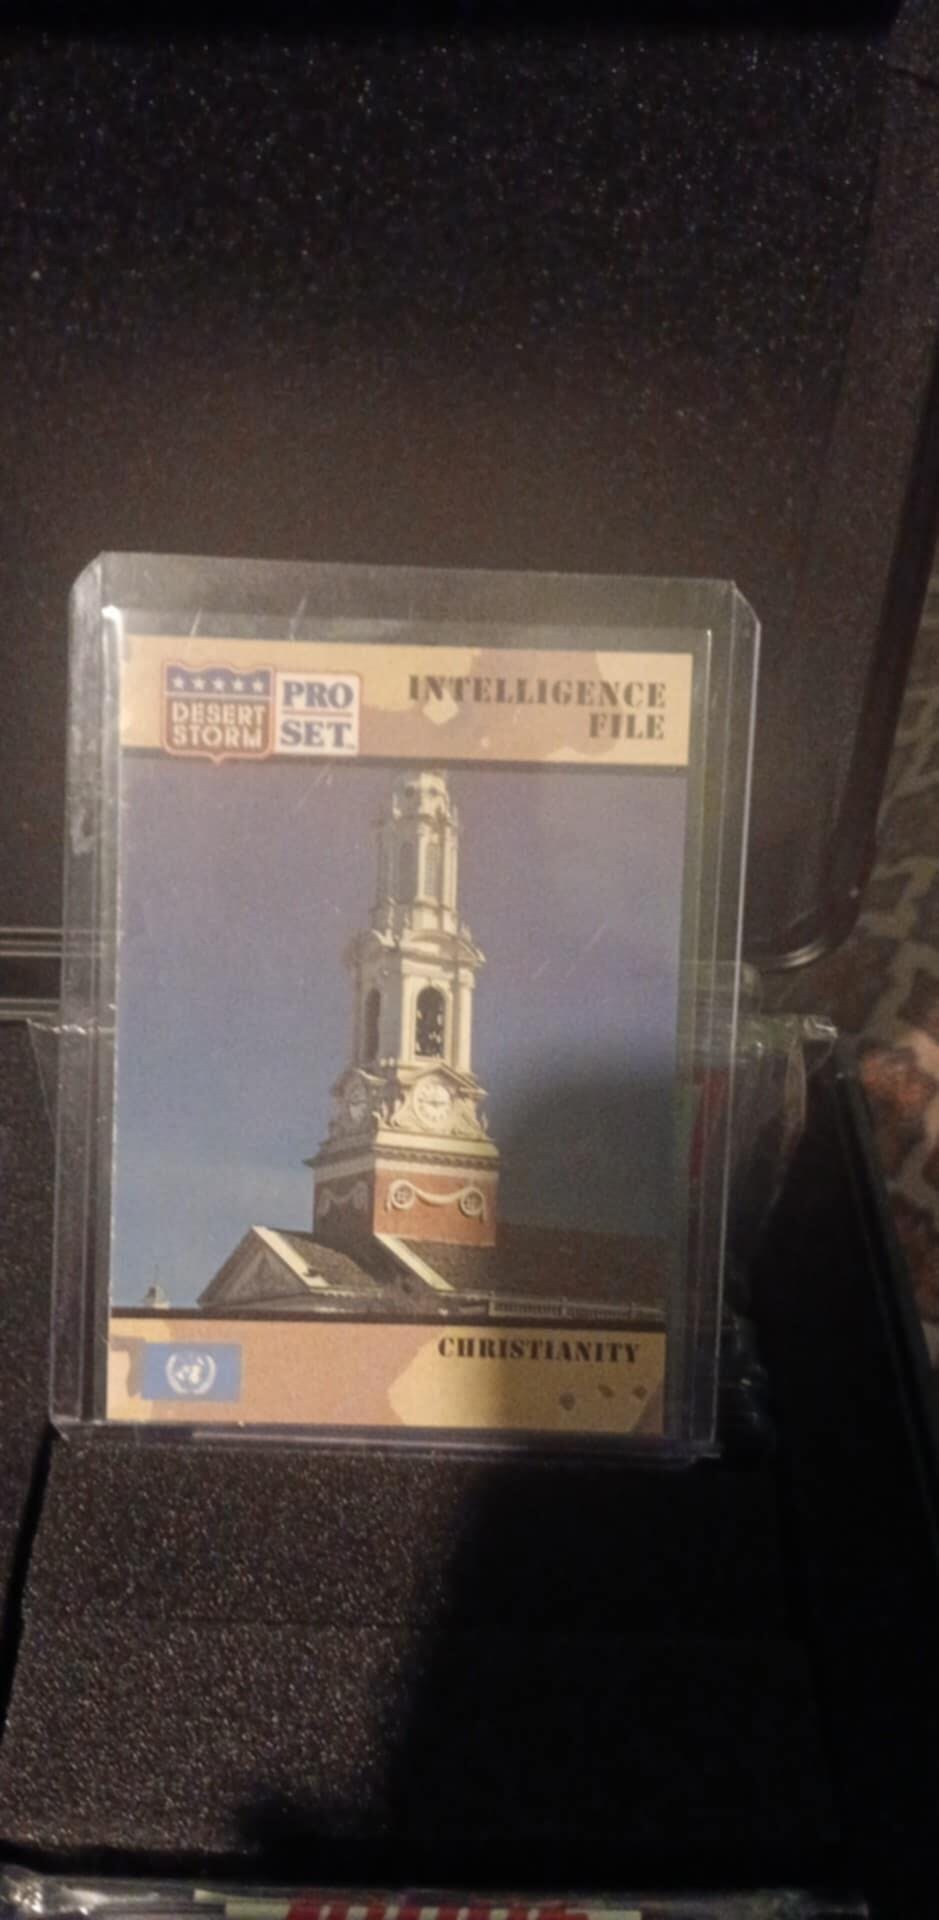 DESERT
STORM
PRO
SET
INTELLIGENCE
FILE
CHRISTIANITY